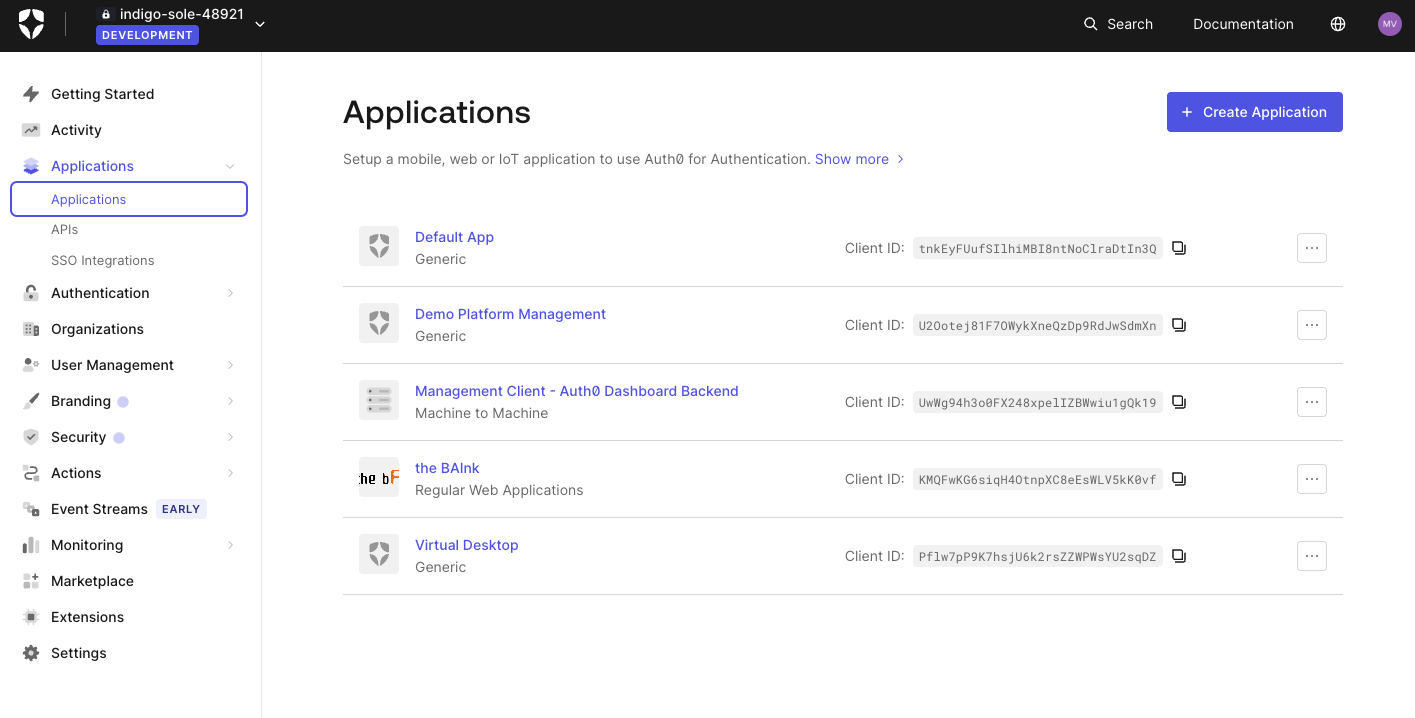 indigo-sole-48921
DEVELOPMENT
Search
Documentation
MV
Getting Started
Activity
Applications
Applications
APIs
SSO Integrations
Authentication
Organizations
User Management
Branding
Security
Actions
Event Streams EARLY
Monitoring
Marketplace
Extensions
Settings
Applications
+ Create Application
Setup a mobile, web or IoT application to use Auth0 for Authentication. Show more
Default App
Generic
Client ID: tnkEyFUufSIlhiMBI8ntNoClraDtIn3Q
Demo Platform Management
Generic
Client ID: U2Ootej81F7OWykXneQzDp9RdJwSdmXn
Management Client - Auth0 Dashboard Backend
Machine to Machine
Client ID: UwWg94h3o0FX248xpelIZBWwiu1gQk19
the b
the BAInk
Regular Web Applications
Client ID: KMQFwKG6siqH4OtnpXC8eEsWLV5kK0vf
Virtual Desktop
Generic
Client ID: Pflw7pP9K7hsjU6k2rsZZWPWsYU2sqDZ